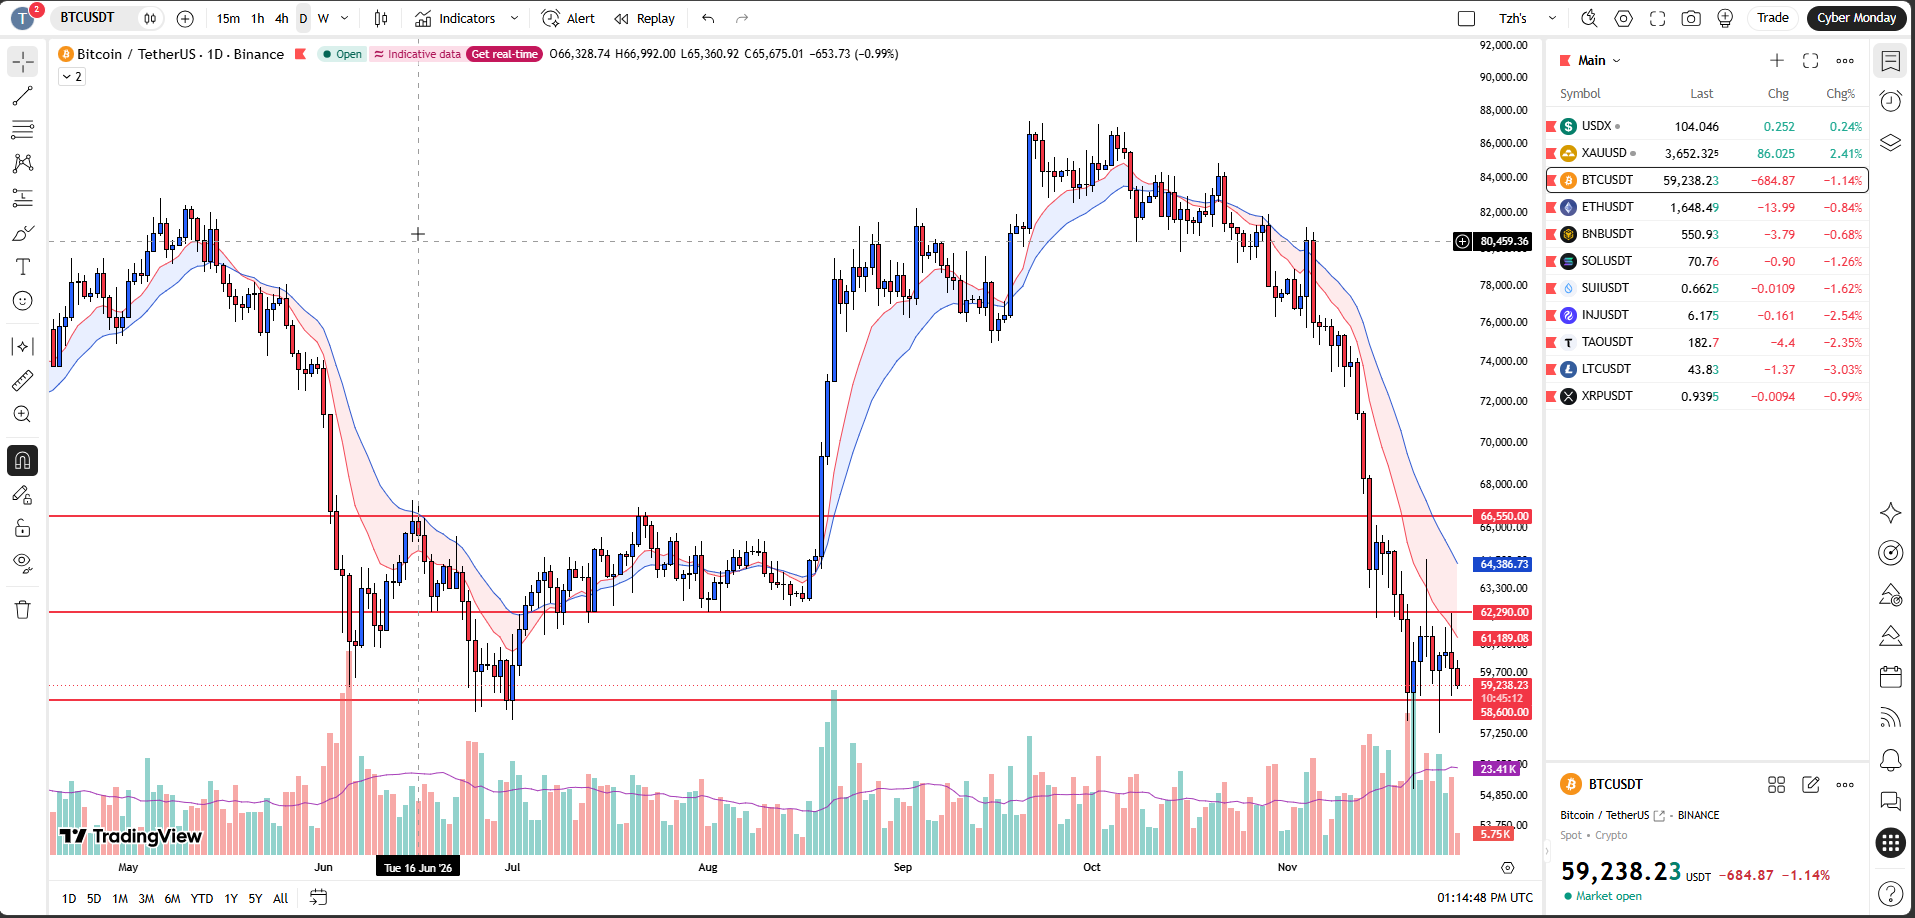 T 2 BTCUSDT 15m 1h 4h D W Indicators Alert Replay Tzh's Trade Cyber Monday
Bitcoin / TetherUS · 1D · Binance Open Indicative data Get real-time O66,328.74 H66,992.00 L65,360.92 C65,675.01 −653.73 (−0.99%)
2
92,000.00
90,000.00
88,000.00
86,000.00
84,000.00
82,000.00
80,459.36
78,000.00
76,000.00
74,000.00
72,000.00
70,000.00
68,000.00
66,550.00
66,000.00
64,386.73
63,300.00
62,290.00
61,189.08
59,700.00
59,238.23
10:45:12
58,600.00
57,250.00
23.41K
54,850.00
53,750.00
5.75K
TradingView
May Jun Tue 16 Jun '26 Jul Aug Sep Oct Nov
1D 5D 1M 3M 6M YTD 1Y 5Y All 01:14:48 PM UTC
Main
Symbol Last Chg Chg%
USDX 104.046 0.252 0.24%
XAUUSD 3,652.325 86.025 2.41%
BTCUSDT 59,238.23 −684.87 −1.14%
ETHUSDT 1,648.49 −13.99 −0.84%
BNBUSDT 550.93 −3.79 −0.68%
SOLUSDT 70.76 −0.90 −1.26%
SUIUSDT 0.6625 −0.0109 −1.62%
INJUSDT 6.175 −0.161 −2.54%
TAOUSDT 182.7 −4.4 −2.35%
LTCUSDT 43.83 −1.37 −3.03%
XRPUSDT 0.9395 −0.0094 −0.99%
BTCUSDT
Bitcoin / TetherUS • BINANCE
Spot • Crypto
59,238.23 USDT −684.87 −1.14%
Market open